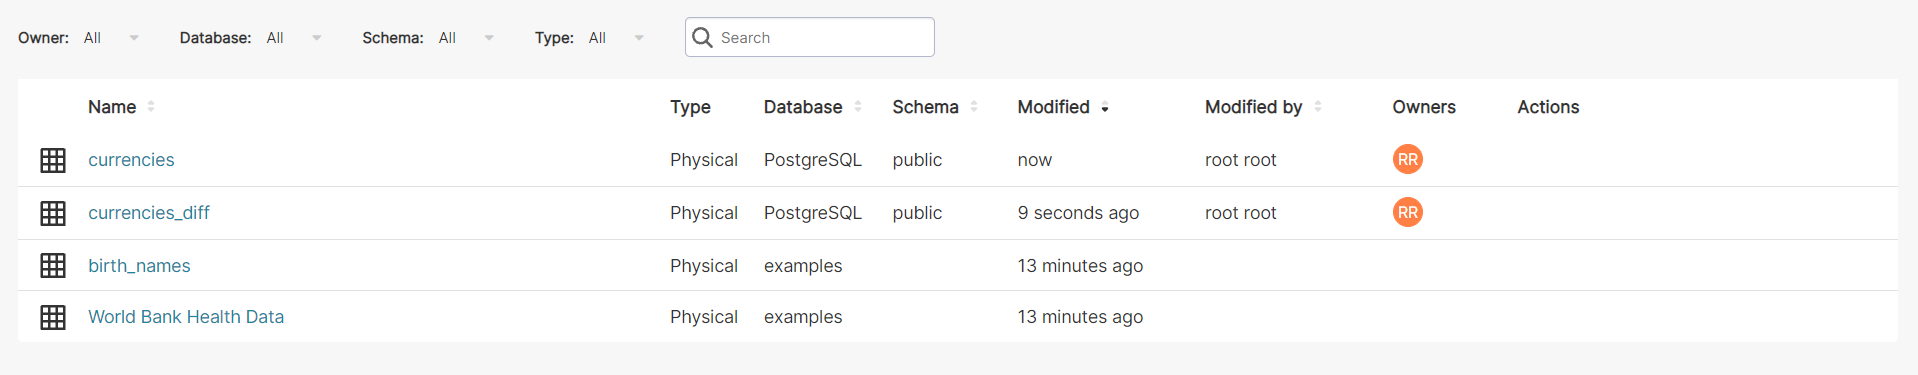 Owner: All Database: All Schema: All Type: All Search
Name Type Database Schema Modified Modified by Owners Actions
currencies Physical PostgreSQL public now root root RR
currencies_diff Physical PostgreSQL public 9 seconds ago root root RR
birth_names Physical examples 13 minutes ago
World Bank Health Data Physical examples 13 minutes ago